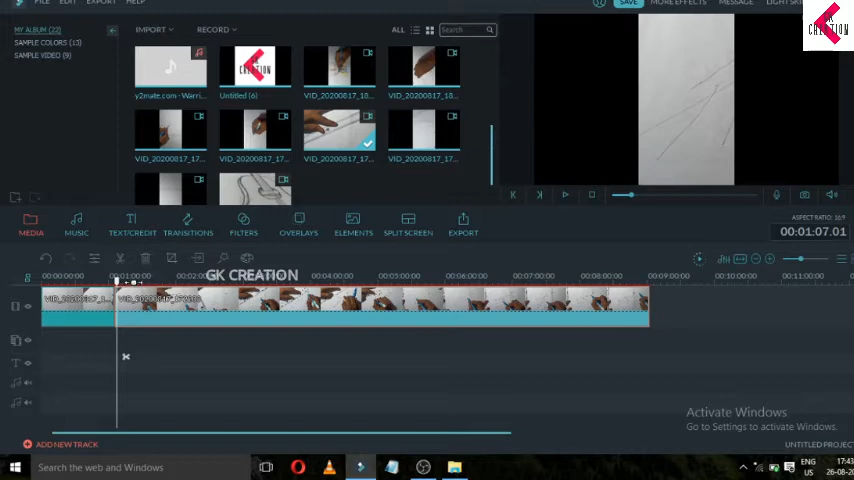 FILE
EDIT
EXPORT
HELP
SAVE
MORE EFFECTS
MESSAGE
CREATION
MY ALBUM (22)
SAMPLE COLORS (13)
SAMPLE VIDEO (9)
IMPORT
RECORD
ALL
Search
y2mate.com - Warri...
Untitled (6)
VID_20200817_18...
VID_20200817_18...
VID_20200817_17...
VID_20200817_17...
VID_20200817_17...
VID_20200817_17...
MEDIA
MUSIC
TEXT/CREDIT
TRANSITIONS
FILTERS
OVERLAYS
ELEMENTS
SPLIT SCREEN
EXPORT
ASPECT RATIO: 16:9
00:01:07.01
GK CREATION
00:00:00:00
00:01:00:00
00:04:00:00
00:05:00:00
00:06:00:00
00:07:00:00
00:08:00:00
00:09:00:00
00:10:00:00
00:11:00:00
ADD NEW TRACK
Activate Windows
Go to Settings to activate Windows.
UNTITLED PROJEC
Search the web and Windows
ENG
US
17:43
26-08-20